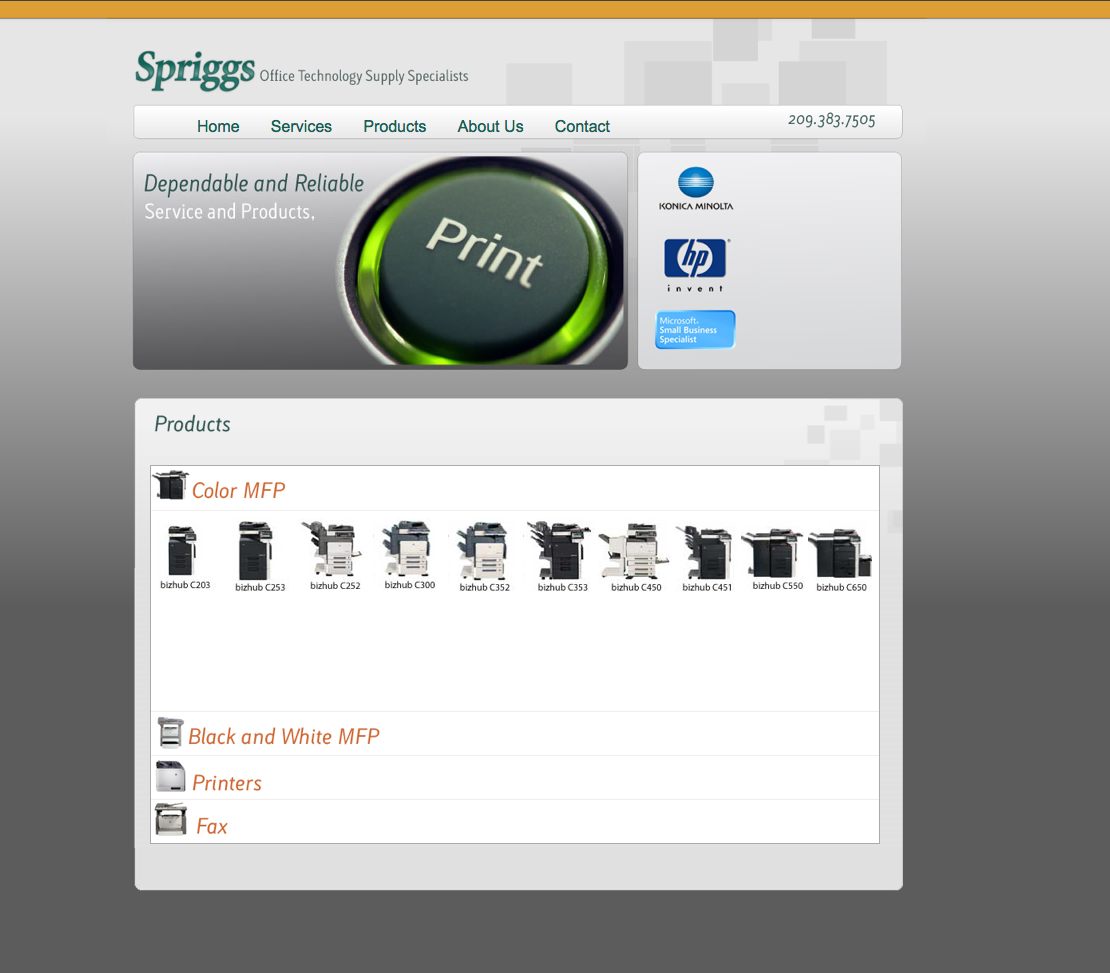 Spriggs Office Technology Supply Specialists
Home Services Products About Us Contact 209.383.7505
Dependable and Reliable
Service and Products,
Print
KONICA MINOLTA
hp®
invent
Microsoft®
Small Business
Specialist
Products
Color MFP
bizhub C203 bizhub C253 bizhub C252 bizhub C300 bizhub C352 bizhub C353 bizhub C450 bizhub C451 bizhub C550 bizhub C650
Black and White MFP
Printers
Fax